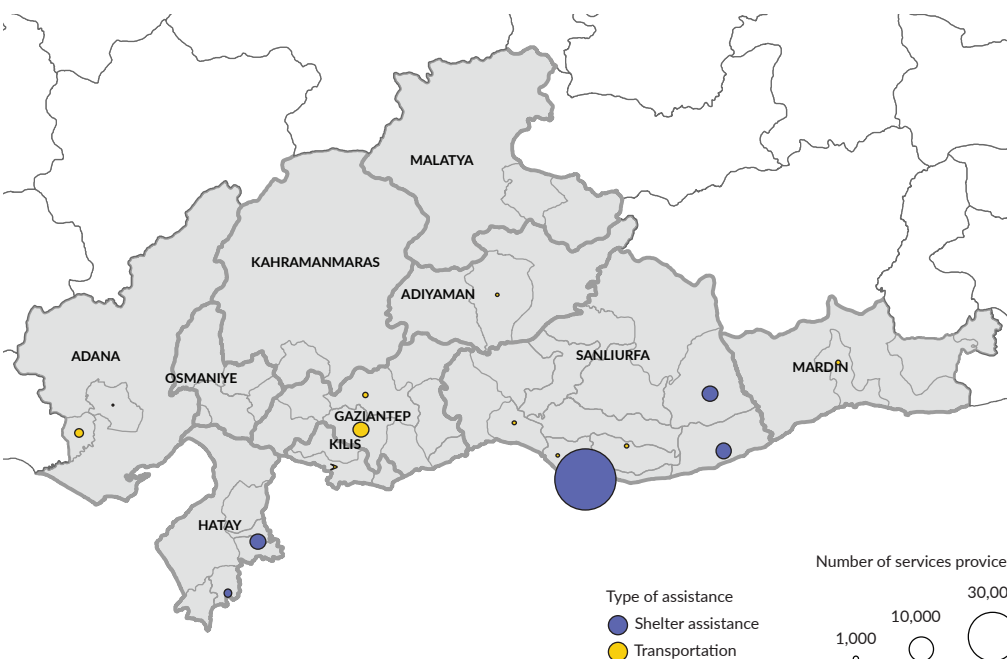 MALATYA
KAHRAMANMARAS
ADIYAMAN
ADANA
OSMANIYE
SANLIURFA
MARDIN
GAZIANTEP
KILIS
HATAY
Number of services provice
30,00
Type of assistance
10,000
Shelter assistance
1,000
Transportation